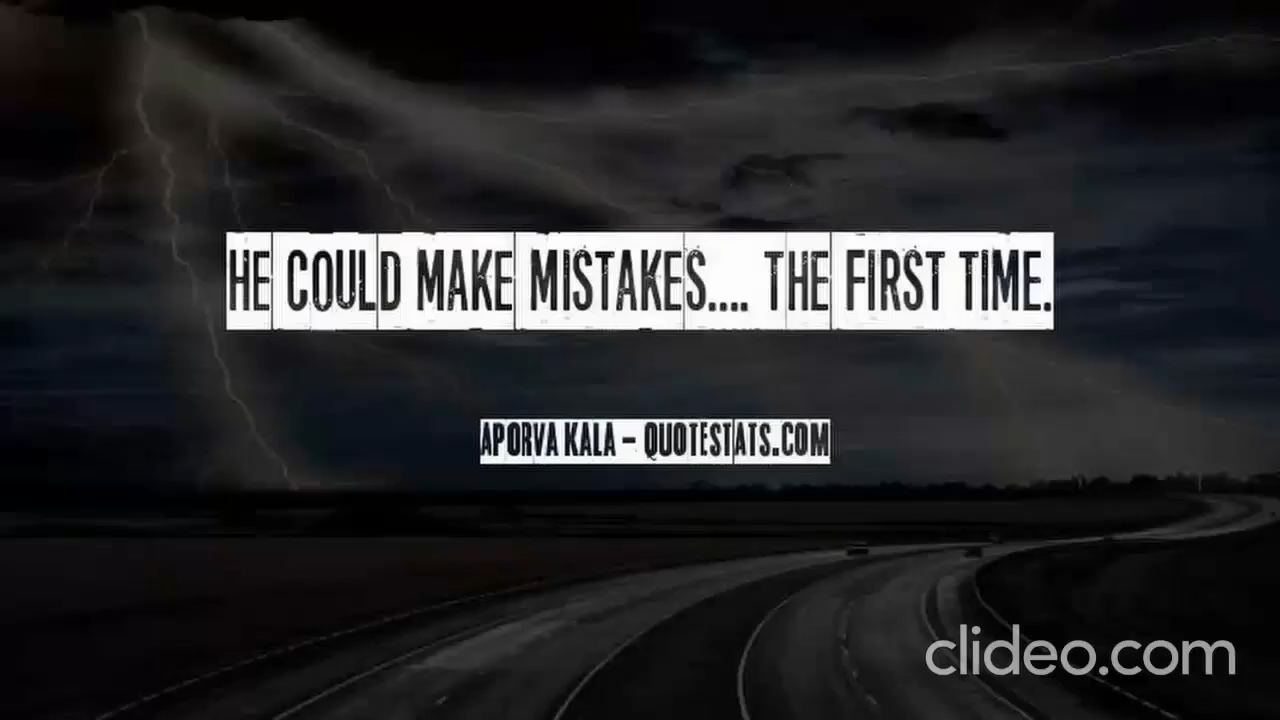 HE COULD MAKE MISTAKES.... THE FIRST TIME.
APORVA KALA – QUOTESTATS.COM
clideo.com